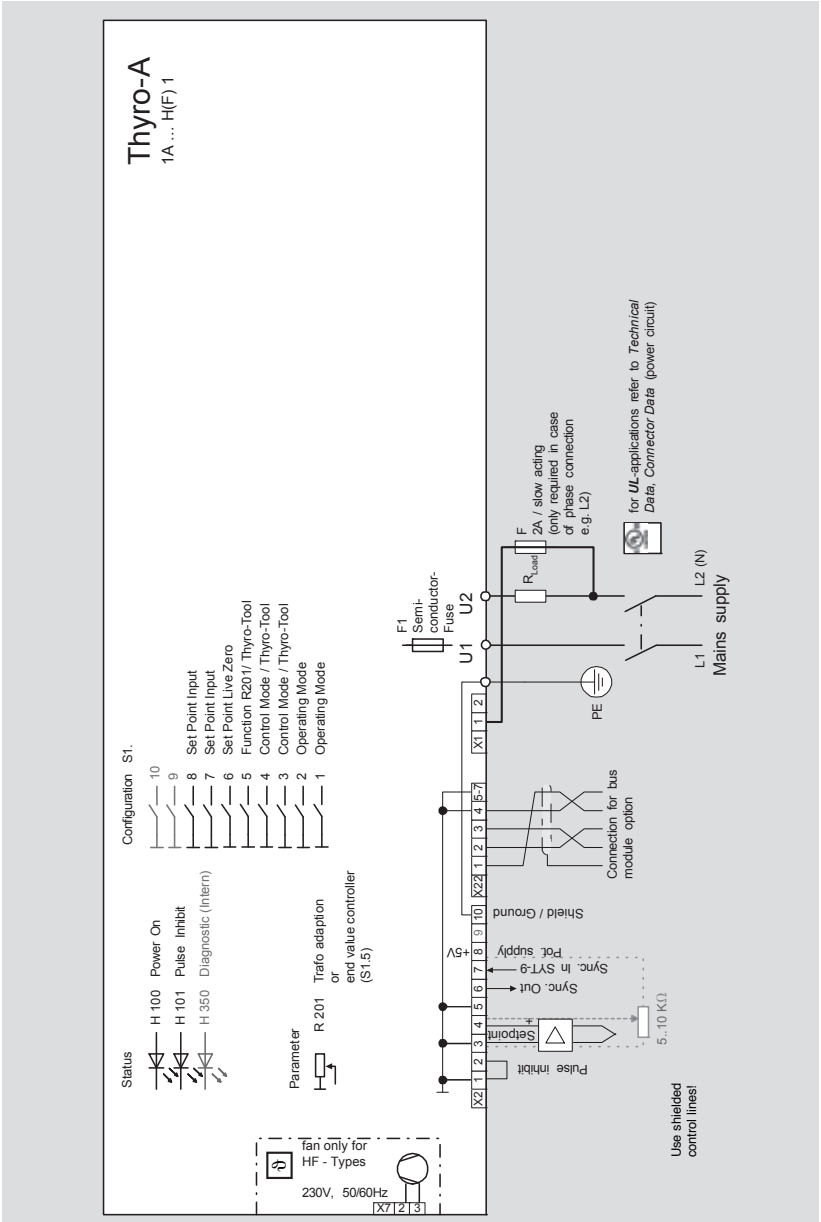 Thyro-A
1A ... H(F) 1
Status
H 100 Power On
H 101 Pulse Inhibit
H 350 Diagnostic (Intern)
Configuration S1.
10
9
8 Set Point Input
7 Set Point Input
6 Set Point Live Zero
5 Function R201/ Thyro-Tool
4 Control Mode / Thyro-Tool
3 Control Mode / Thyro-Tool
2 Operating Mode
1 Operating Mode
Parameter
R 201 Trafo adaption
or
end value controller
(S1.5)
ϑ
fan only for
HF - Types
230V, 50/60Hz
X7 2 3
F1
Semi-
conductor-
Fuse
U1 U2
X2 1 2 3 4 5 6 7 8 9 10
X22 1 2 3 4 5-7
X1 1 2
Pulse inhibit
Setpoint
+
Sync. Out
Sync. In SYT-9
Pot. supply
+5V
Shield / Ground
5..10 KΩ
Connection for bus
module option
PE
RLoad
F
2A / slow acting
(only required in case
of phase connection
e.g. L2)
L1
L2 (N)
Mains supply
for UL-applications refer to Technical
Data, Connector Data (power circuit)
Use shielded
control lines!